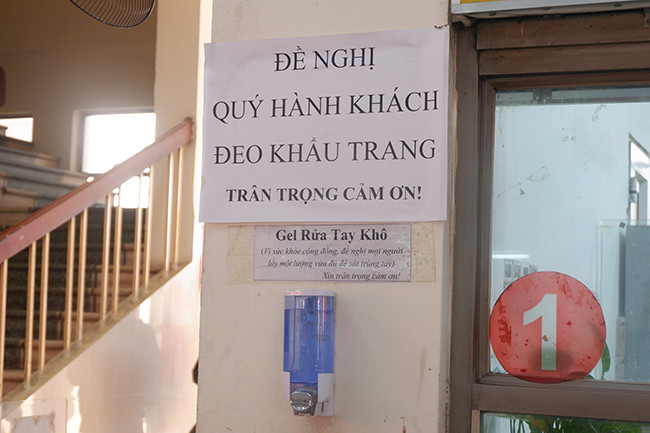 ĐỀ NGHỊ
QUÝ HÀNH KHÁCH
ĐEO KHẨU TRANG
TRÂN TRỌNG CẢM ƠN!
Gel Rửa Tay Khô
(Vì sức khỏe cộng đồng, đề nghị mọi người
lấy một lượng vừa đủ để sát trùng tay)
Xin trân trọng cảm ơn!
1